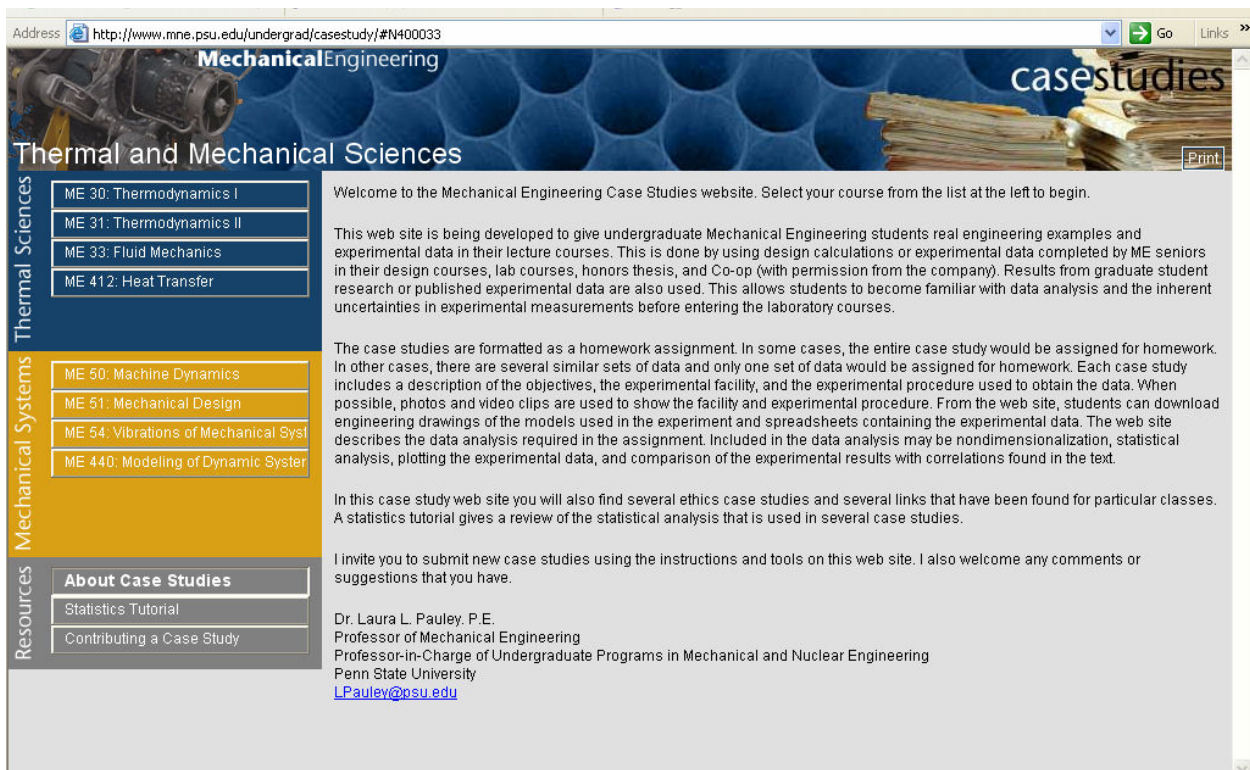 Address http://www.mne.psu.edu/undergrad/casestudy/#N400033 Go Links »
MechanicalEngineering
casestudies
Thermal and Mechanical Sciences
Print
Thermal Sciences
ME 30: Thermodynamics I
ME 31: Thermodynamics II
ME 33: Fluid Mechanics
ME 412: Heat Transfer
Mechanical Systems
ME 50: Machine Dynamics
ME 51: Mechanical Design
ME 54: Vibrations of Mechanical Syst
ME 440: Modeling of Dynamic System
Resources
About Case Studies
Statistics Tutorial
Contributing a Case Study
Welcome to the Mechanical Engineering Case Studies website. Select your course from the list at the left to begin.
This web site is being developed to give undergraduate Mechanical Engineering students real engineering examples and
experimental data in their lecture courses. This is done by using design calculations or experimental data completed by ME seniors
in their design courses, lab courses, honors thesis, and Co-op (with permission from the company). Results from graduate student
research or published experimental data are also used. This allows students to become familiar with data analysis and the inherent
uncertainties in experimental measurements before entering the laboratory courses.
The case studies are formatted as a homework assignment. In some cases, the entire case study would be assigned for homework.
In other cases, there are several similar sets of data and only one set of data would be assigned for homework. Each case study
includes a description of the objectives, the experimental facility, and the experimental procedure used to obtain the data. When
possible, photos and video clips are used to show the facility and experimental procedure. From the web site, students can download
engineering drawings of the models used in the experiment and spreadsheets containing the experimental data. The web site
describes the data analysis required in the assignment. Included in the data analysis may be nondimensionalization, statistical
analysis, plotting the experimental data, and comparison of the experimental results with correlations found in the text.
In this case study web site you will also find several ethics case studies and several links that have been found for particular classes.
A statistics tutorial gives a review of the statistical analysis that is used in several case studies.
I invite you to submit new case studies using the instructions and tools on this web site. I also welcome any comments or
suggestions that you have.
Dr. Laura L. Pauley. P.E.
Professor of Mechanical Engineering
Professor-in-Charge of Undergraduate Programs in Mechanical and Nuclear Engineering
Penn State University
LPauley@psu.edu